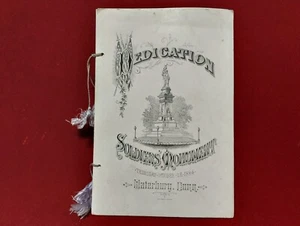 DEDICATION
SOLDIERS' MONUMENT
Waterbury, Conn.